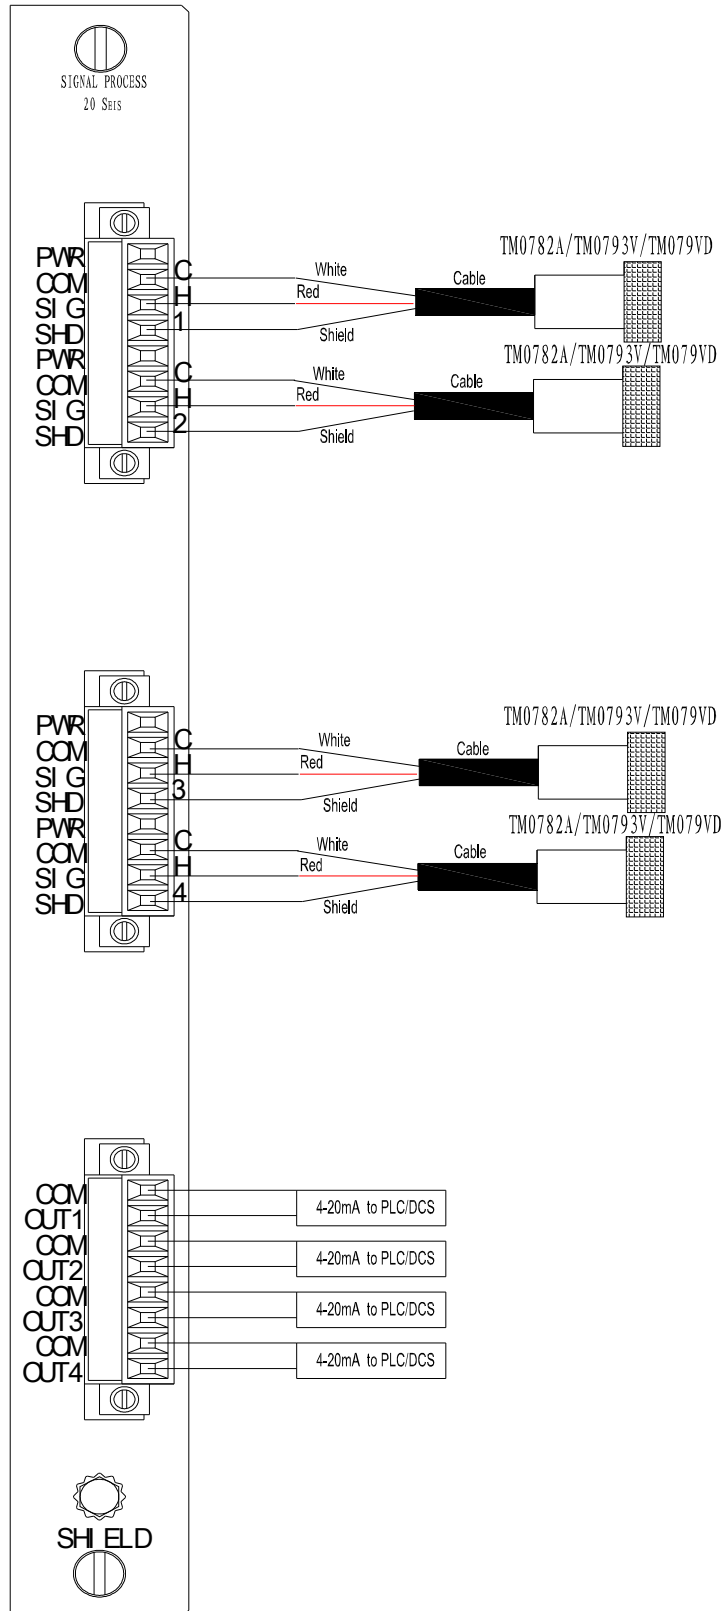 SIGNAL PROCESS
20 SEIS
TM0782A/TM0793V/TM079VD
PWR
COM
SIG
SHD
CH1
White
Red
Shield
Cable
TM0782A/TM0793V/TM079VD
PWR
COM
SIG
SHD
CH2
White
Red
Shield
Cable
TM0782A/TM0793V/TM079VD
PWR
COM
SIG
SHD
CH3
White
Red
Shield
Cable
TM0782A/TM0793V/TM079VD
PWR
COM
SIG
SHD
CH4
White
Red
Shield
Cable
COM
OUT1
4-20mA to PLC/DCS
COM
OUT2
4-20mA to PLC/DCS
COM
OUT3
4-20mA to PLC/DCS
COM
OUT4
4-20mA to PLC/DCS
SHIELD